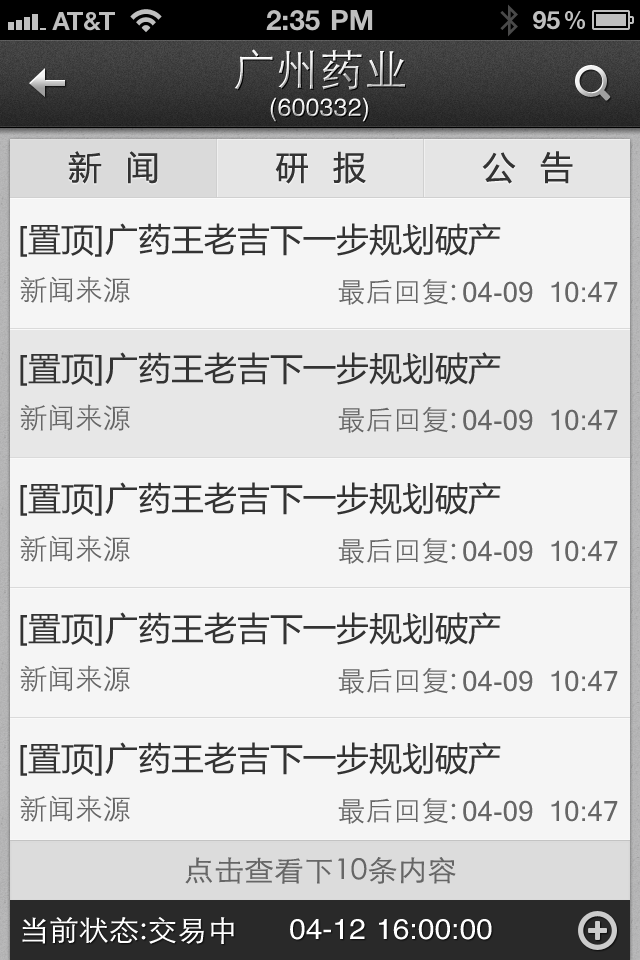 AT&T 2:35 PM 95%
广州药业
(600332)
新 闻 研 报 公 告
[置顶]广药王老吉下一步规划破产
新闻来源 最后回复:04-09 10:47
[置顶]广药王老吉下一步规划破产
新闻来源 最后回复:04-09 10:47
[置顶]广药王老吉下一步规划破产
新闻来源 最后回复:04-09 10:47
[置顶]广药王老吉下一步规划破产
新闻来源 最后回复:04-09 10:47
[置顶]广药王老吉下一步规划破产
新闻来源 最后回复:04-09 10:47
点击查看下10条内容
当前状态:交易中 04-12 16:00:00